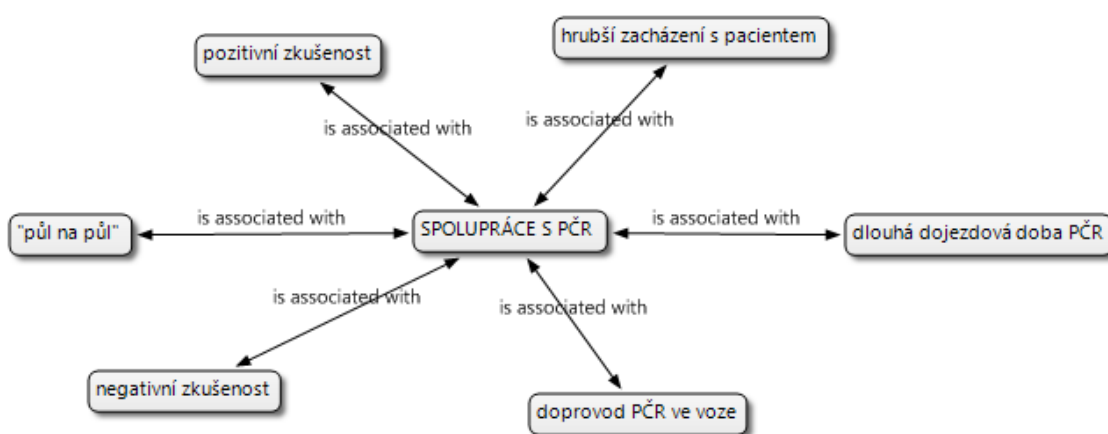 hrubší zacházení s pacientem
pozitivní zkušenost
is associated with
is associated with
"půl na půl"
is associated with
SPOLUPRÁCE S PČR
is associated with
dlouhá dojezdová doba PČR
is associated with
is associated with
negativní zkušenost
doprovod PČR ve voze